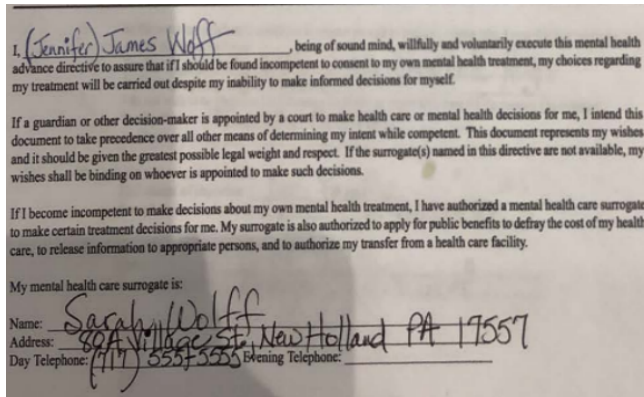 I, (Jennifer) James Wolff, being of sound mind, willfully and voluntarily execute this mental health
advance directive to assure that if I should be found incompetent to consent to my own mental health treatment, my choices regarding
my treatment will be carried out despite my inability to make informed decisions for myself.
If a guardian or other decision-maker is appointed by a court to make health care or mental health decisions for me, I intend this
document to take precedence over all other means of determining my intent while competent. This document represents my wishes
and it should be given the greatest possible legal weight and respect. If the surrogate(s) named in this directive are not available, my
wishes shall be binding on whoever is appointed to make such decisions.
If I become incompetent to make decisions about my own mental health treatment, I have authorized a mental health care surrogate
to make certain treatment decisions for me. My surrogate is also authorized to apply for public benefits to defray the cost of my health
care, to release information to appropriate persons, and to authorize my transfer from a health care facility.
My mental health care surrogate is:
Name: Sarah Wolff
Address: 89A Village St, New Holland PA 17557
Day Telephone: (717) 555-5555 Evening Telephone: